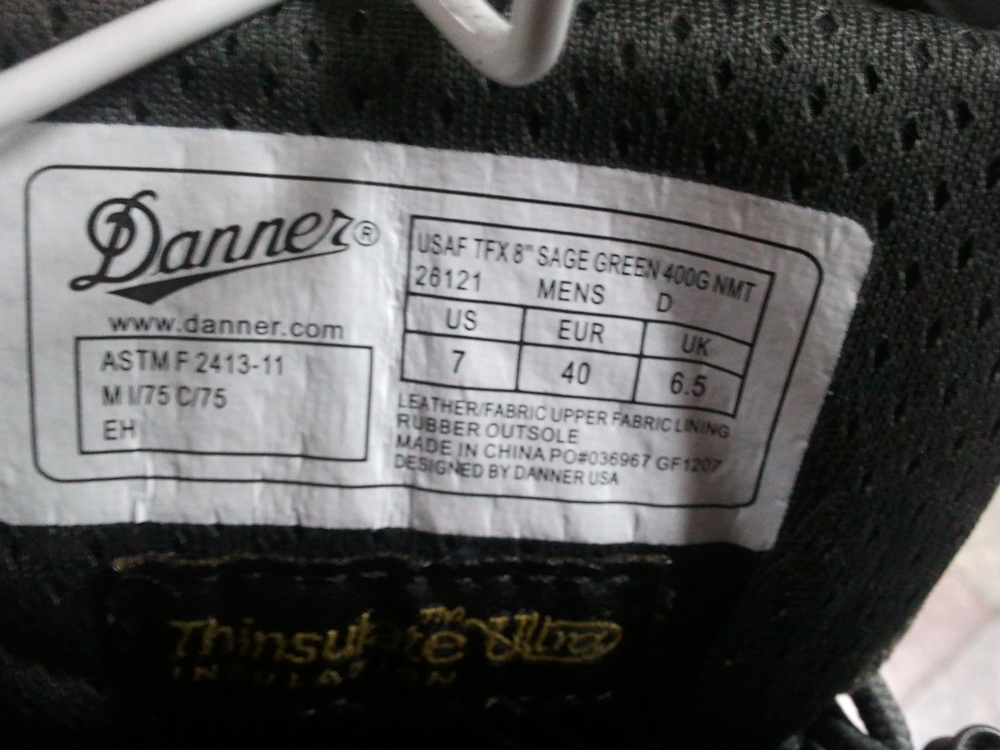 Danner®
www.danner.com
ASTM F 2413-11
M I/75 C/75
EH
USAF TFX 8" SAGE GREEN 400G NMT
26121 MENS D
US EUR UK
7 40 6.5
LEATHER/FABRIC UPPER FABRIC LINING
RUBBER OUTSOLE
MADE IN CHINA PO#036967 GF1207
DESIGNED BY DANNER USA
Thinsulate™ Ultra
INSULATION